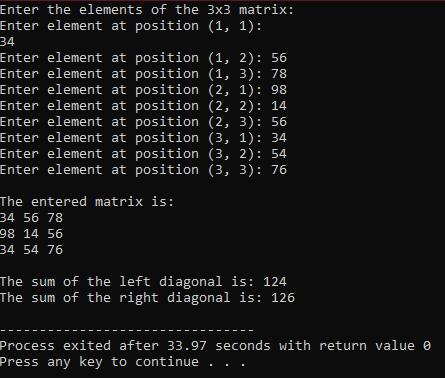 Enter the elements of the 3x3 matrix:
Enter element at position (1, 1):
34
Enter element at position (1, 2): 56
Enter element at position (1, 3): 78
Enter element at position (2, 1): 98
Enter element at position (2, 2): 14
Enter element at position (2, 3): 56
Enter element at position (3, 1): 34
Enter element at position (3, 2): 54
Enter element at position (3, 3): 76
The entered matrix is:
34 56 78
98 14 56
34 54 76
The sum of the left diagonal is: 124
The sum of the right diagonal is: 126
--------------------------------
Process exited after 33.97 seconds with return value 0
Press any key to continue . . .